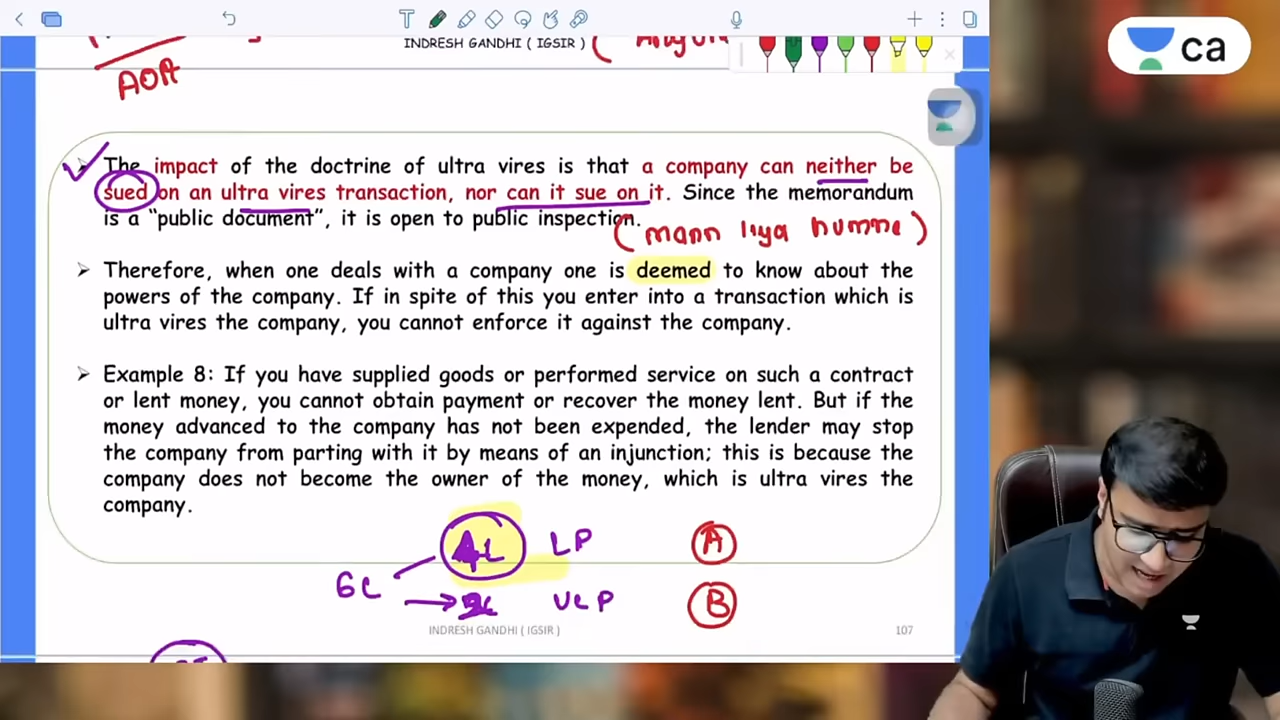 INDRESH GANDHI ( IGSIR )
AOA
ca
The impact of the doctrine of ultra vires is that a company can neither be
sued on an ultra vires transaction, nor can it sue on it. Since the memorandum
is a “public document”, it is open to public inspection.
( mann liya humne )
Therefore, when one deals with a company one is deemed to know about the
powers of the company. If in spite of this you enter into a transaction which is
ultra vires the company, you cannot enforce it against the company.
Example 8: If you have supplied goods or performed service on such a contract
or lent money, you cannot obtain payment or recover the money lent. But if the
money advanced to the company has not been expended, the lender may stop
the company from parting with it by means of an injunction; this is because the
company does not become the owner of the money, which is ultra vires the
company.
4L LP A
6L
ULP B
INDRESH GANDHI ( IGSIR )
107